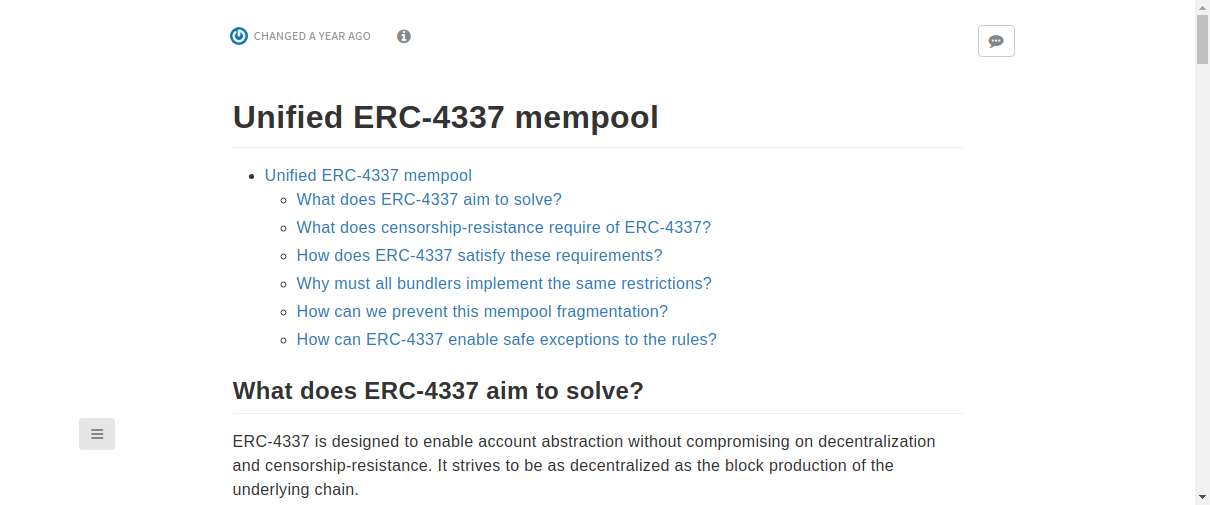 CHANGED A YEAR AGO
Unified ERC-4337 mempool
Unified ERC-4337 mempool
What does ERC-4337 aim to solve?
What does censorship-resistance require of ERC-4337?
How does ERC-4337 satisfy these requirements?
Why must all bundlers implement the same restrictions?
How can we prevent this mempool fragmentation?
How can ERC-4337 enable safe exceptions to the rules?
What does ERC-4337 aim to solve?
ERC-4337 is designed to enable account abstraction without compromising on decentralization
and censorship-resistance. It strives to be as decentralized as the block production of the
underlying chain.